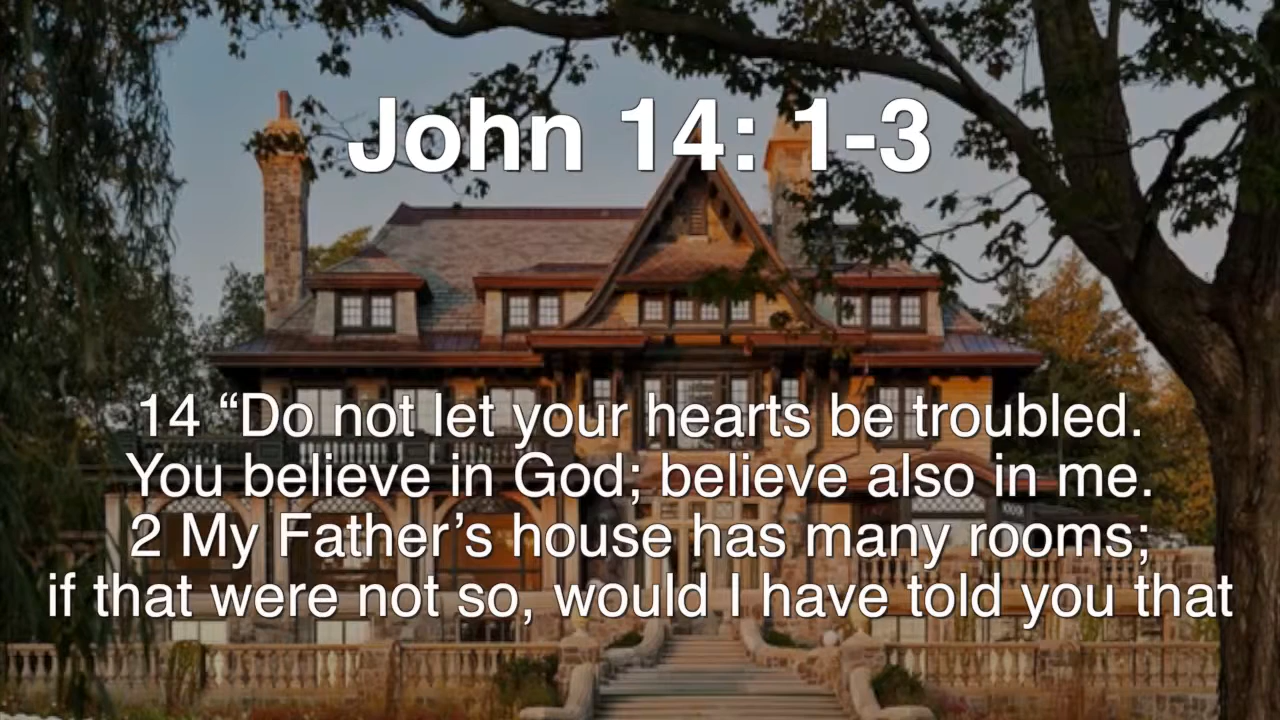 John 14: 1-3
14 “Do not let your hearts be troubled.
You believe in God; believe also in me.
2 My Father’s house has many rooms;
if that were not so, would I have told you that